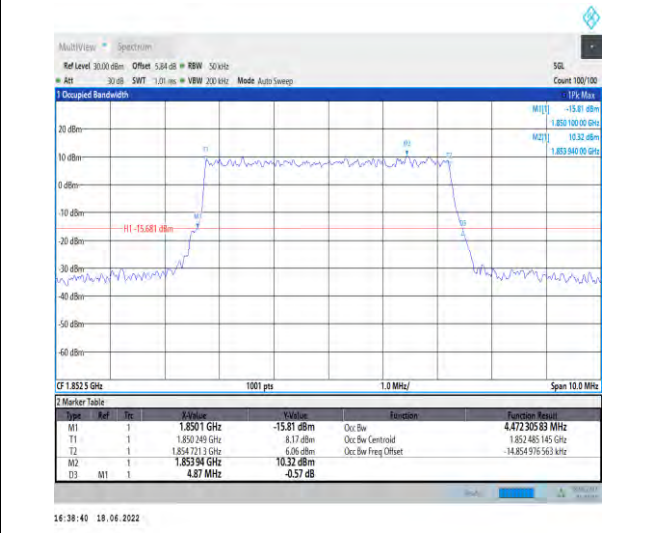 MultiView Spectrum
Ref Level 30.00 dBm Offset 5.84 dB RBW 50 kHz SGL
Att 30 dB SWT 1.01 ms VBW 200 kHz Mode Auto Sweep Count 100/100
1 Occupied Bandwidth 1Pk Max
M1[1] -15.81 dBm
1.850 100 00 GHz
M2[1] 10.32 dBm
1.853 940 00 GHz
20 dBm
T1 M2 T2
10 dBm
0 dBm
-10 dBm
M1 D3
H1 -15.681 dBm
-20 dBm
-30 dBm
-40 dBm
-50 dBm
-60 dBm
CF 1.852 5 GHz 1001 pts 1.0 MHz/ Span 10.0 MHz
2 Marker Table
Type Ref Trc X-Value Y-Value Function Function Result
M1 1 1.8501 GHz -15.81 dBm Occ Bw 4.472 305 83 MHz
T1 1 1.850 249 GHz 8.17 dBm Occ Bw Centroid 1.852 485 145 GHz
T2 1 1.854 721 3 GHz 6.06 dBm Occ Bw Freq Offset -14.854 976 563 kHz
M2 1 1.853 94 GHz 10.32 dBm
D3 M1 1 4.87 MHz -0.57 dB
16:38:40 18.06.2022